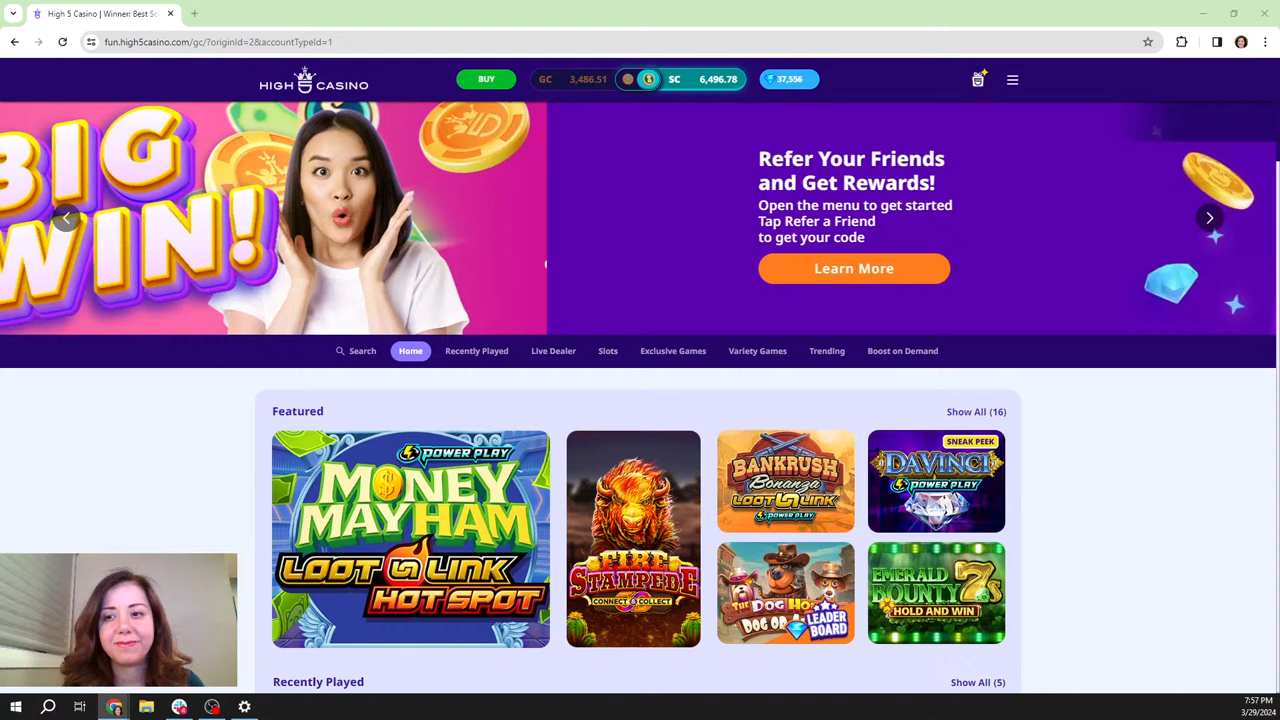 High 5 Casino | Winner: Best So
fun.high5casino.com/gc/?originId=2&accountTypeId=1
HIGH 5 CASINO
BUY
GC 3,486.51
SC 6,496.78
37,556
BIG
WIN!
Refer Your Friends
and Get Rewards!
Open the menu to get started
Tap Refer a Friend
to get your code
Learn More
Search
Home
Recently Played
Live Dealer
Slots
Exclusive Games
Variety Games
Trending
Boost on Demand
Featured
Show All (16)
POWER PLAY
MONEY
MAYHAM
LOOT LINK
HOT SPOT
FIRE
STAMPEDE
CONNECT & COLLECT
BANKRUSH
Bonanza
LOOT LINK
POWER PLAY
SNEAK PEEK
DAVINCI
POWER PLAY
THE DOG HO
DOG OR A
LEADER
BOARD
EMERALD
BOUNTY 7s
HOLD AND WIN
Recently Played
Show All (5)
7:57 PM
3/29/2024